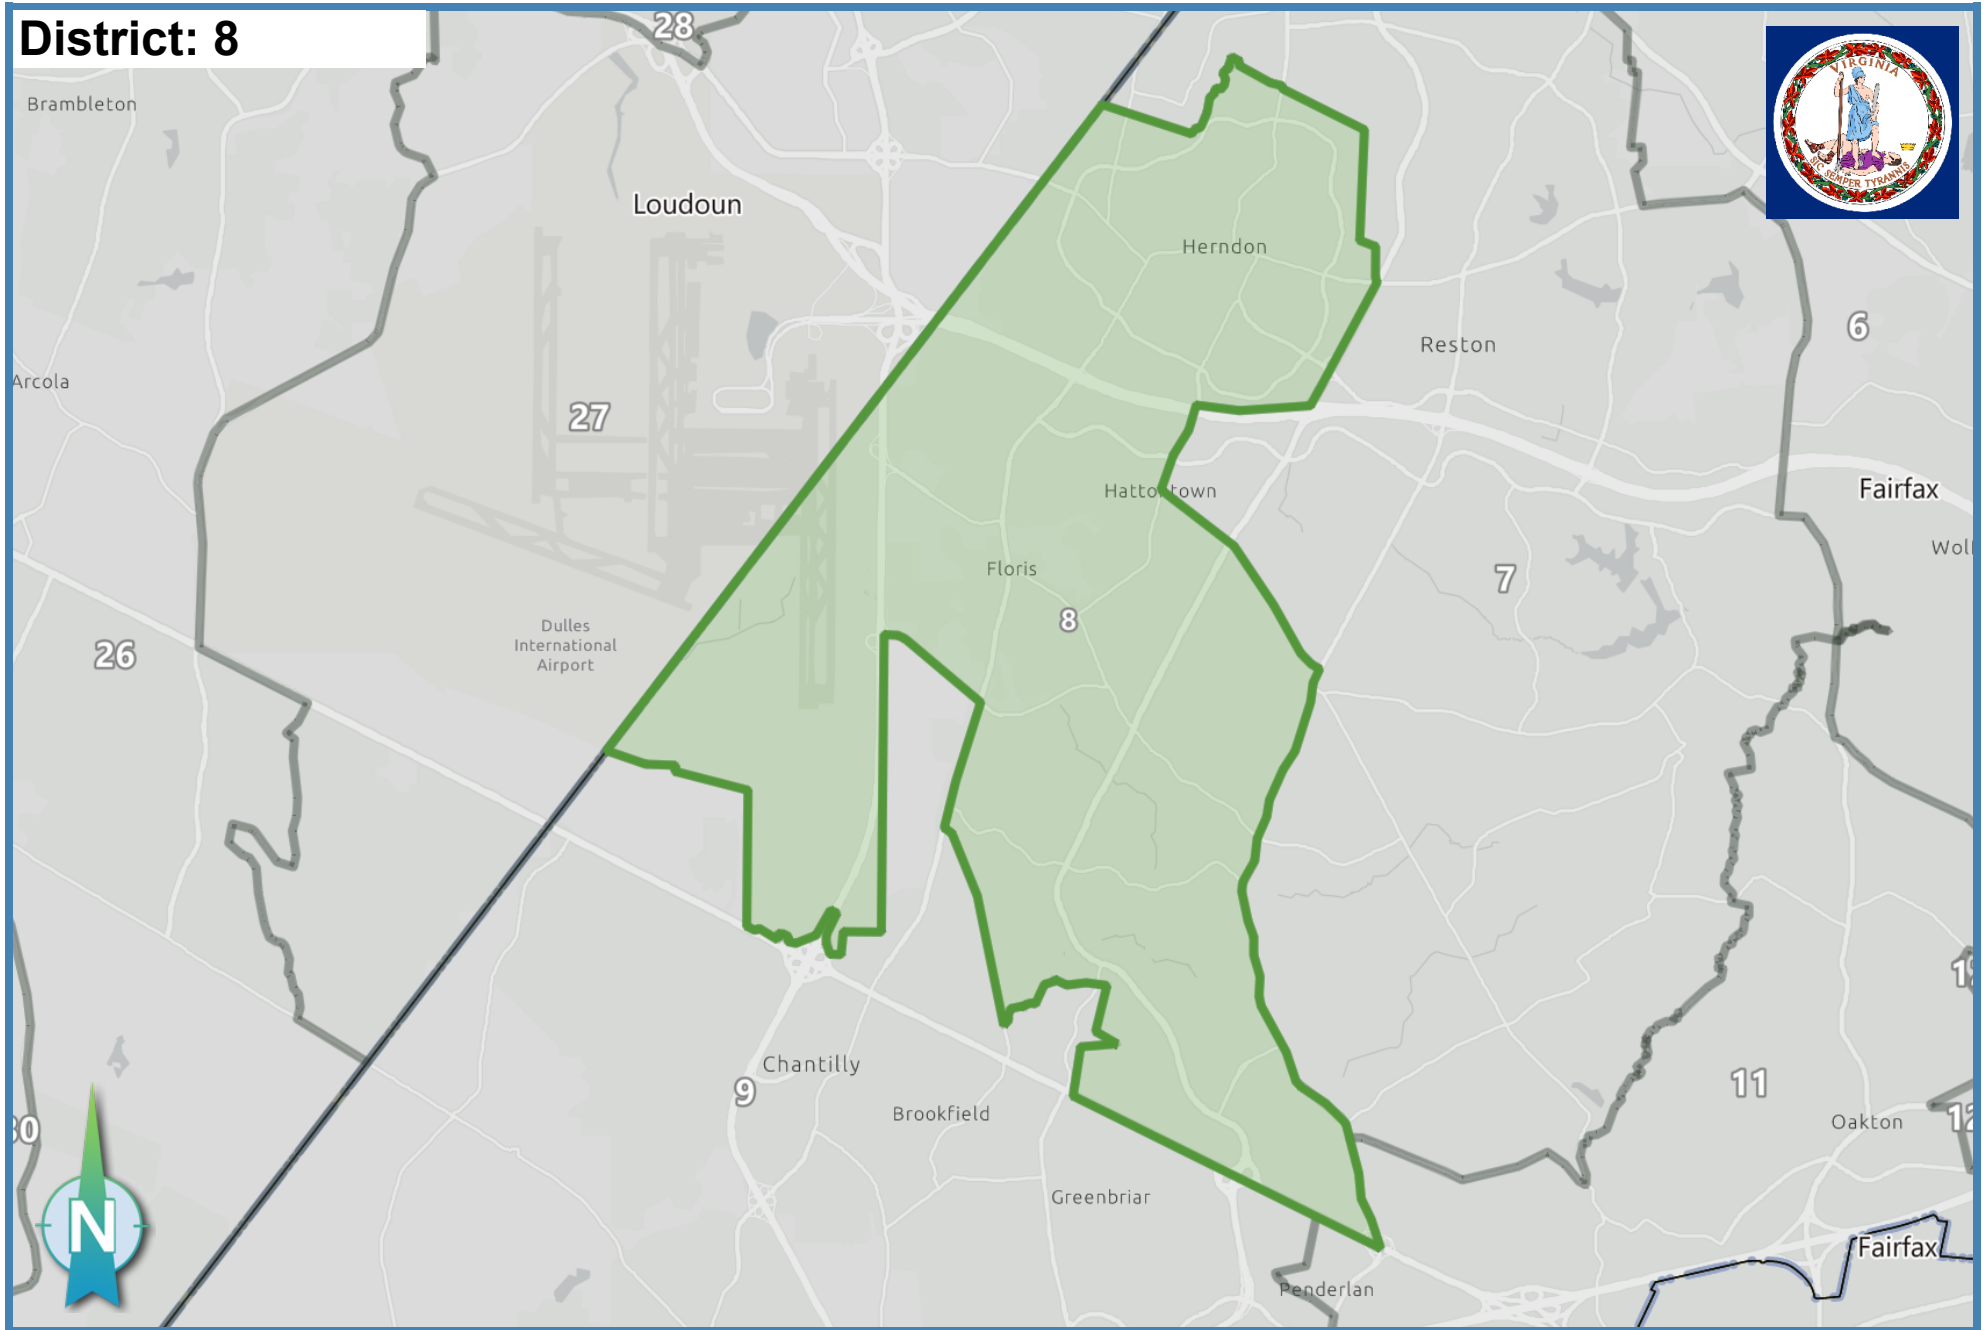 District: 8
28
VIRGINIA
SIC SEMPER TYRANNIS
Brambleton
Loudoun
Herndon
6
Reston
Arcola
27
Fairfax
Hatto town
Floris
7
8
Dulles
International
Airport
26
Chantilly
9
11
Brookfield
Oakton
Greenbriar
N
Fairfax
Penderlan